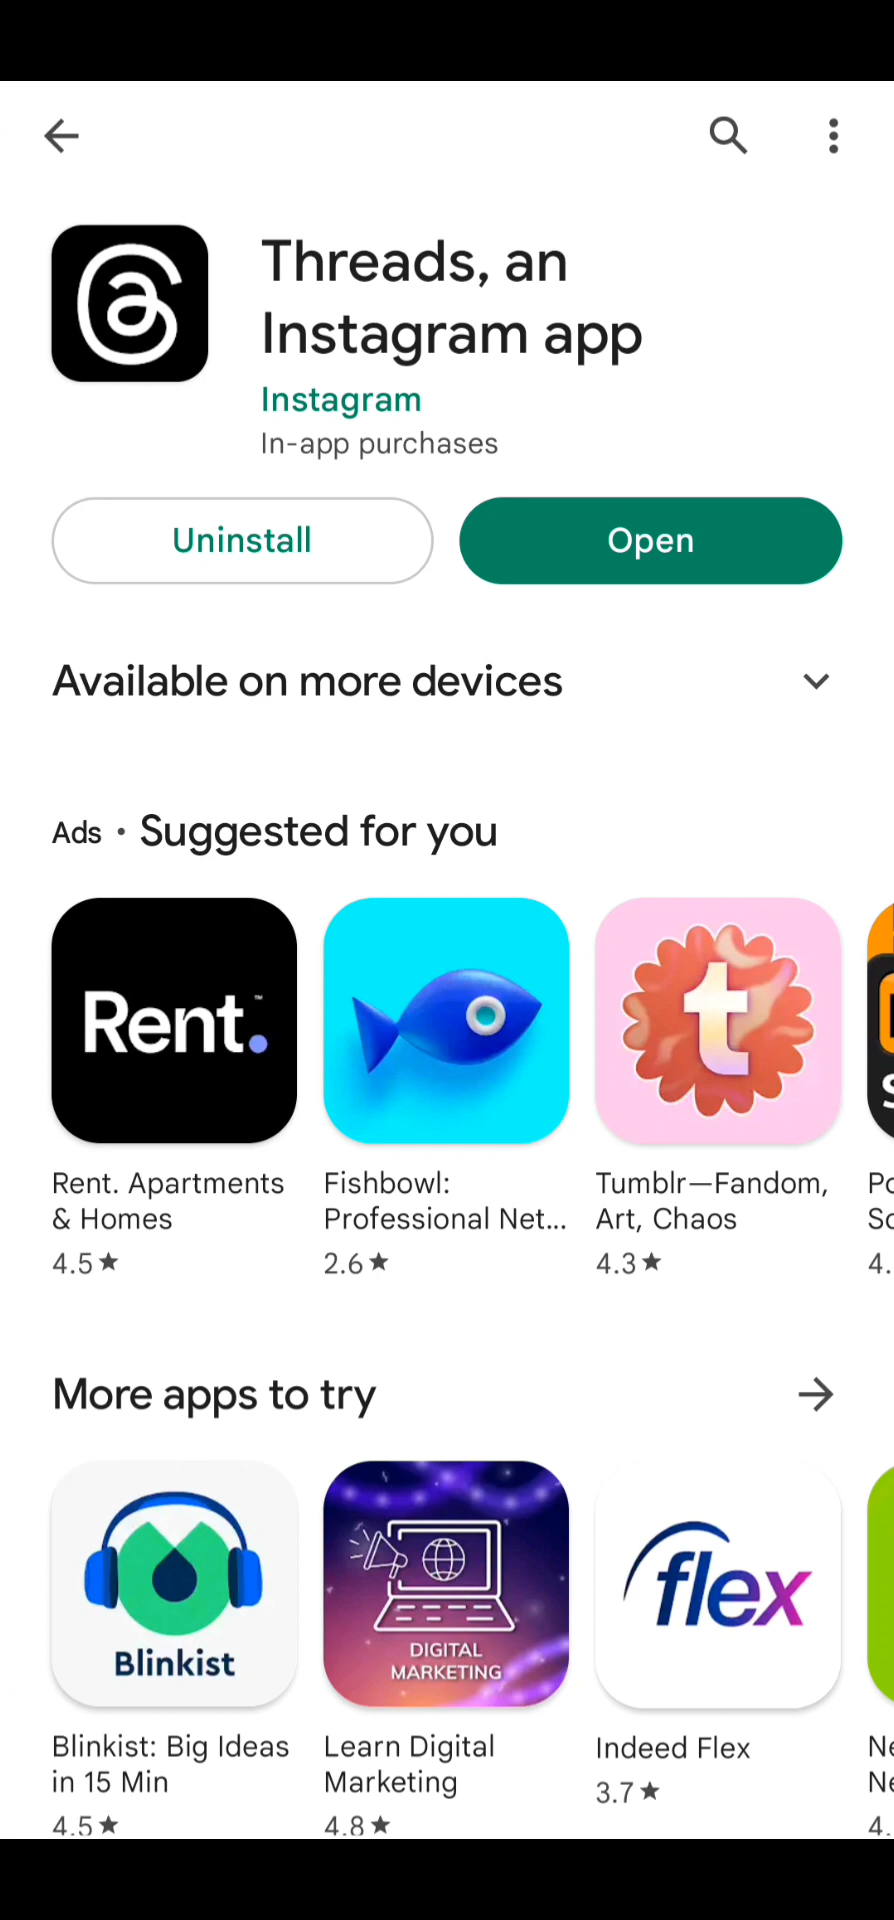 Threads, an
Instagram app
Instagram
In-app purchases
Uninstall
Open
Available on more devices
Ads • Suggested for you
Rent.™
t
Rent. Apartments
& Homes
4.5★
Fishbowl:
Professional Net...
2.6★
Tumblr—Fandom,
Art, Chaos
4.3★
More apps to try
Blinkist
DIGITAL
MARKETING
flex
Blinkist: Big Ideas
in 15 Min
4.5★
Learn Digital
Marketing
4.8★
Indeed Flex
3.7★